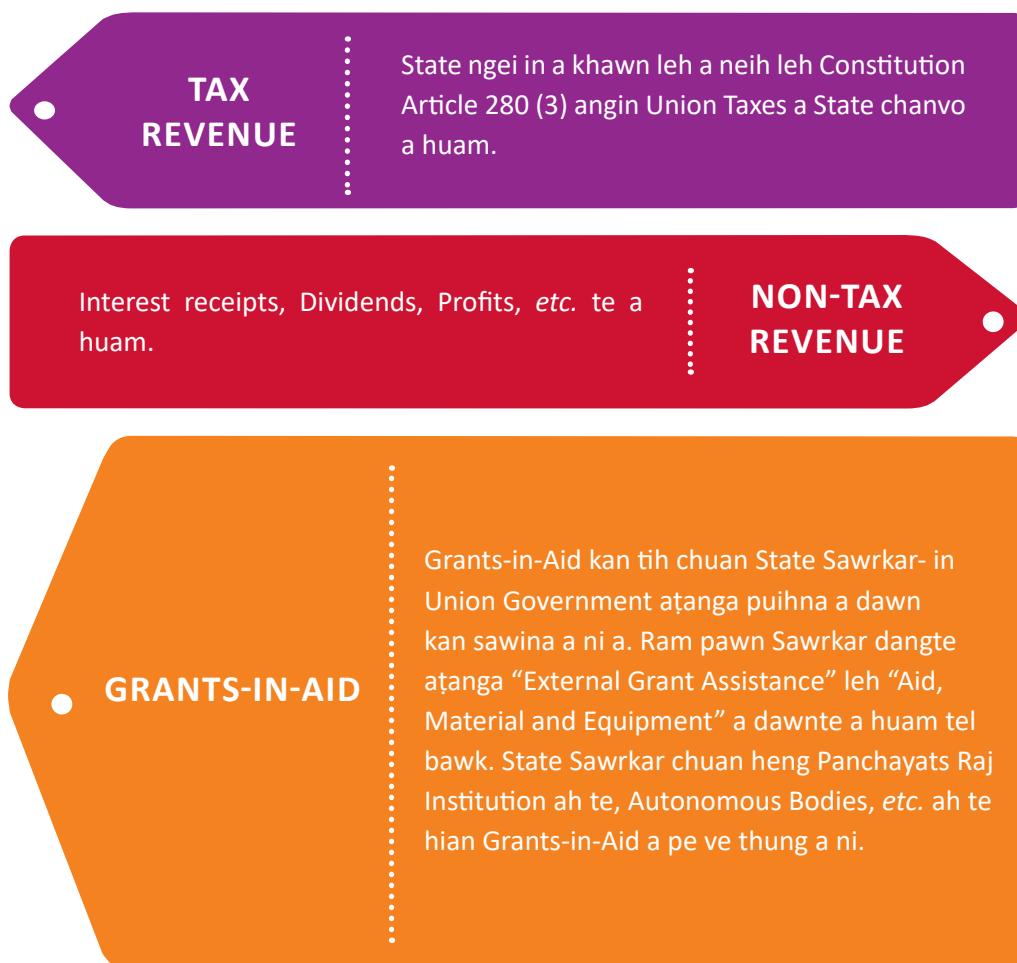 TAX
REVENUE
State ngei in a khawn leh a neih leh Constitution
Article 280 (3) angin Union Taxes a State chanvo
a huam.
Interest receipts, Dividends, Profits, etc. te a
huam.
NON-TAX
REVENUE
GRANTS-IN-AID
Grants-in-Aid kan tih chuan State Sawrkar- in
Union Government aṭanga puihna a dawn
kan sawina a ni a. Ram pawn Sawrkar dangte
aṭanga “External Grant Assistance” leh “Aid,
Material and Equipment” a dawnte a huam tel
bawk. State Sawrkar chuan heng Panchayats Raj
Institution ah te, Autonomous Bodies, etc. ah te
hian Grants-in-Aid a pe ve thung a ni.